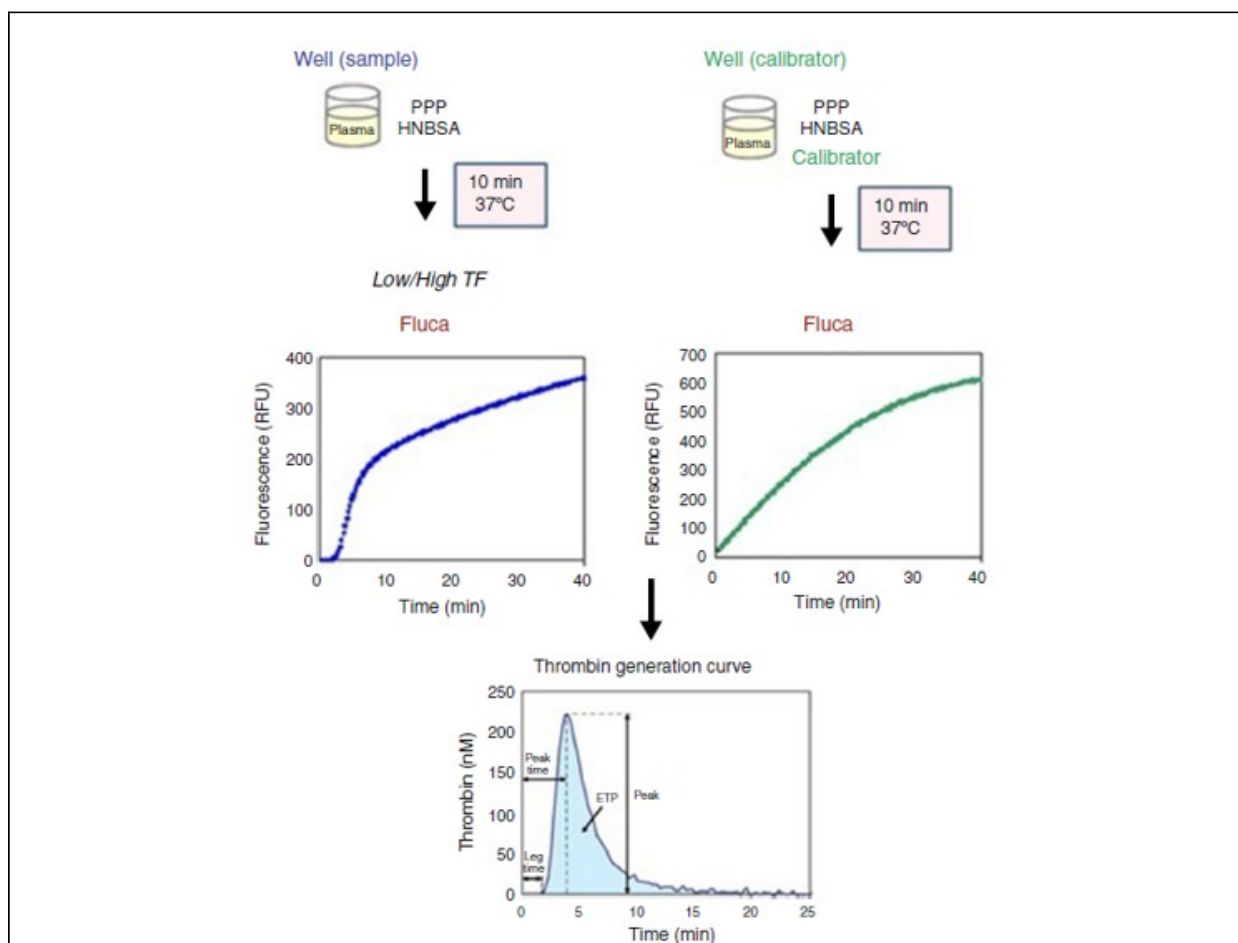 Well (sample)
Plasma
PPP
HNBSA
10 min
37ºC
Low/High TF
Fluca
400
300
200
100
0
Fluorescence (RFU)
0 10 20 30 40
Time (min)
Well (calibrator)
Plasma
PPP
HNBSA
Calibrator
10 min
37ºC
Fluca
700
600
500
400
300
200
100
0
Fluorescence (RFU)
0 10 20 30 40
Time (min)
Thrombin generation curve
250
200
150
100
50
0
Thrombin (nM)
Peak
time
ETP
Peak
Leg
time
0 5 10 15 20 25
Time (min)